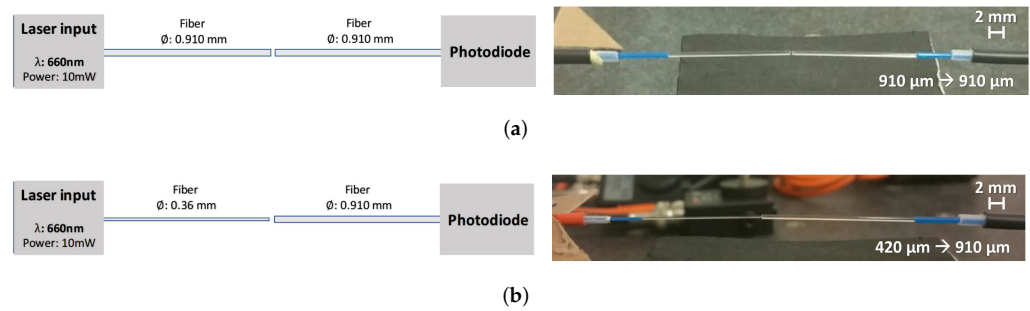 Laser input
λ: 660nm
Power: 10mW
Fiber
Ø: 0.910 mm
Fiber
Ø: 0.910 mm
Photodiode
2 mm
910 µm → 910 µm
(a)
Laser input
λ: 660nm
Power: 10mW
Fiber
Ø: 0.36 mm
Fiber
Ø: 0.910 mm
Photodiode
2 mm
420 µm → 910 µm
(b)